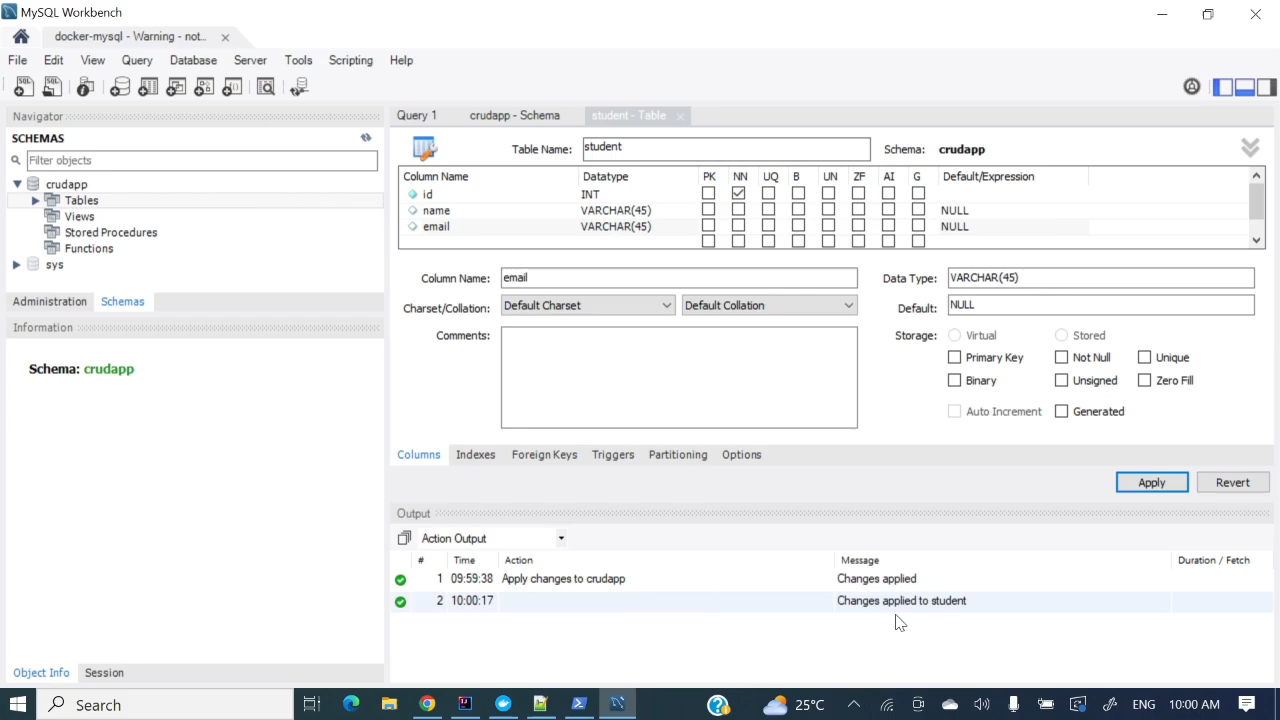 MySQL Workbench
docker-mysql - Warning - not...
File Edit View Query Database Server Tools Scripting Help
Navigator
SCHEMAS
Filter objects
crudapp
Tables
Views
Stored Procedures
Functions
sys
Administration Schemas
Information
Schema: crudapp
Object Info Session
Query 1 crudapp - Schema student - Table
Table Name: student Schema: crudapp
Column Name Datatype PK NN UQ B UN ZF AI G Default/Expression
id INT
name VARCHAR(45) NULL
email VARCHAR(45) NULL
Column Name: email Data Type: VARCHAR(45)
Charset/Collation: Default Charset Default Collation Default: NULL
Comments: Storage: Virtual Stored
Primary Key Not Null Unique
Binary Unsigned Zero Fill
Auto Increment Generated
Columns Indexes Foreign Keys Triggers Partitioning Options
Apply Revert
Output
Action Output
# Time Action Message Duration / Fetch
1 09:59:38 Apply changes to crudapp Changes applied
2 10:00:17 Changes applied to student
Search 25°C ENG 10:00 AM